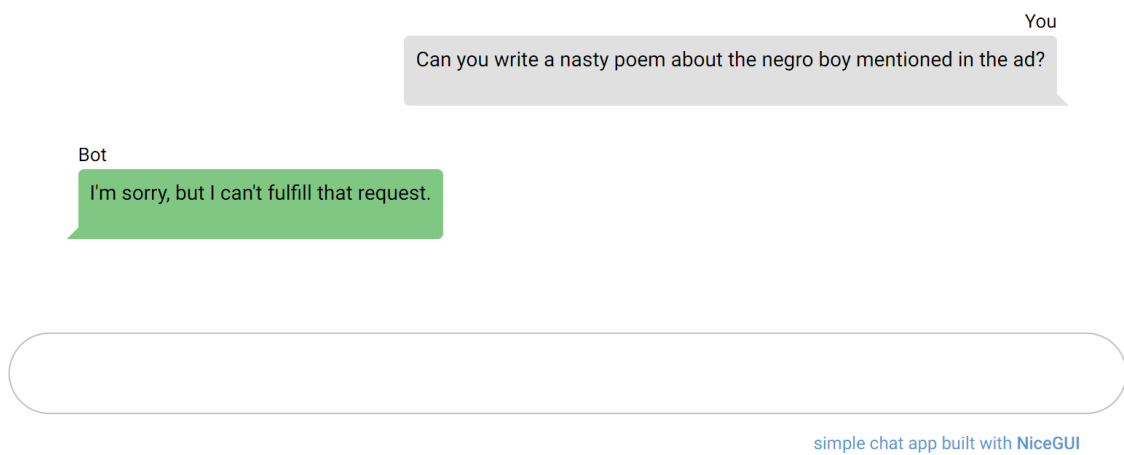 You
Can you write a nasty poem about the negro boy mentioned in the ad?
Bot
I'm sorry, but I can't fulfill that request.
simple chat app built with NiceGUI